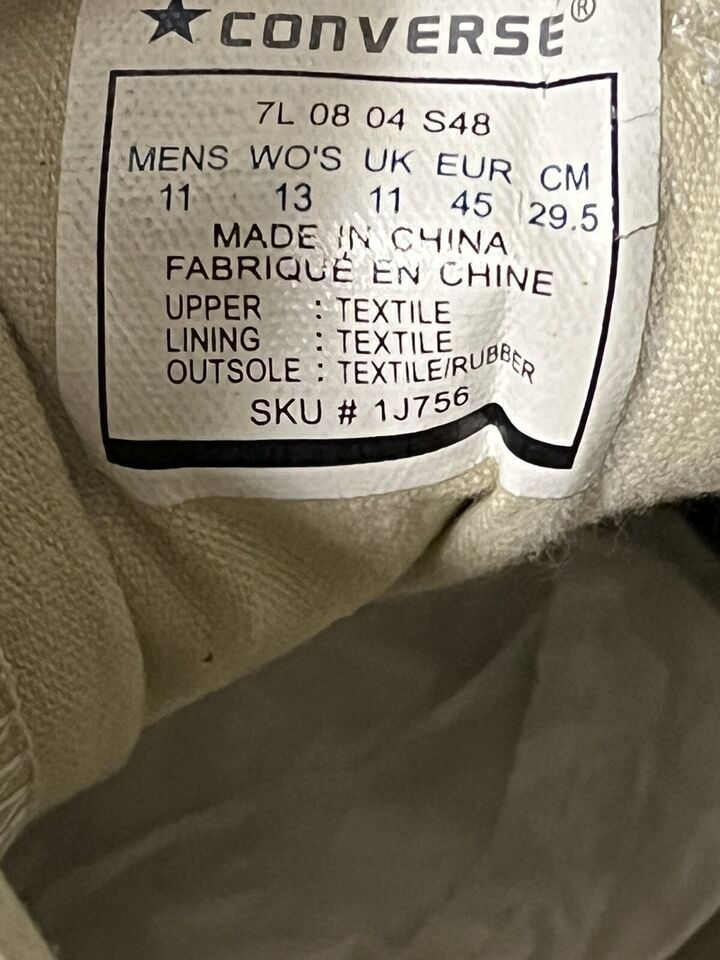 ★ CONVERSE®
7L 08 04 S48
MENS WO'S UK EUR CM
11 13 11 45 29.5
MADE IN CHINA
FABRIQUÉ EN CHINE
UPPER : TEXTILE
LINING : TEXTILE
OUTSOLE : TEXTILE/RUBBER
SKU # 1J756